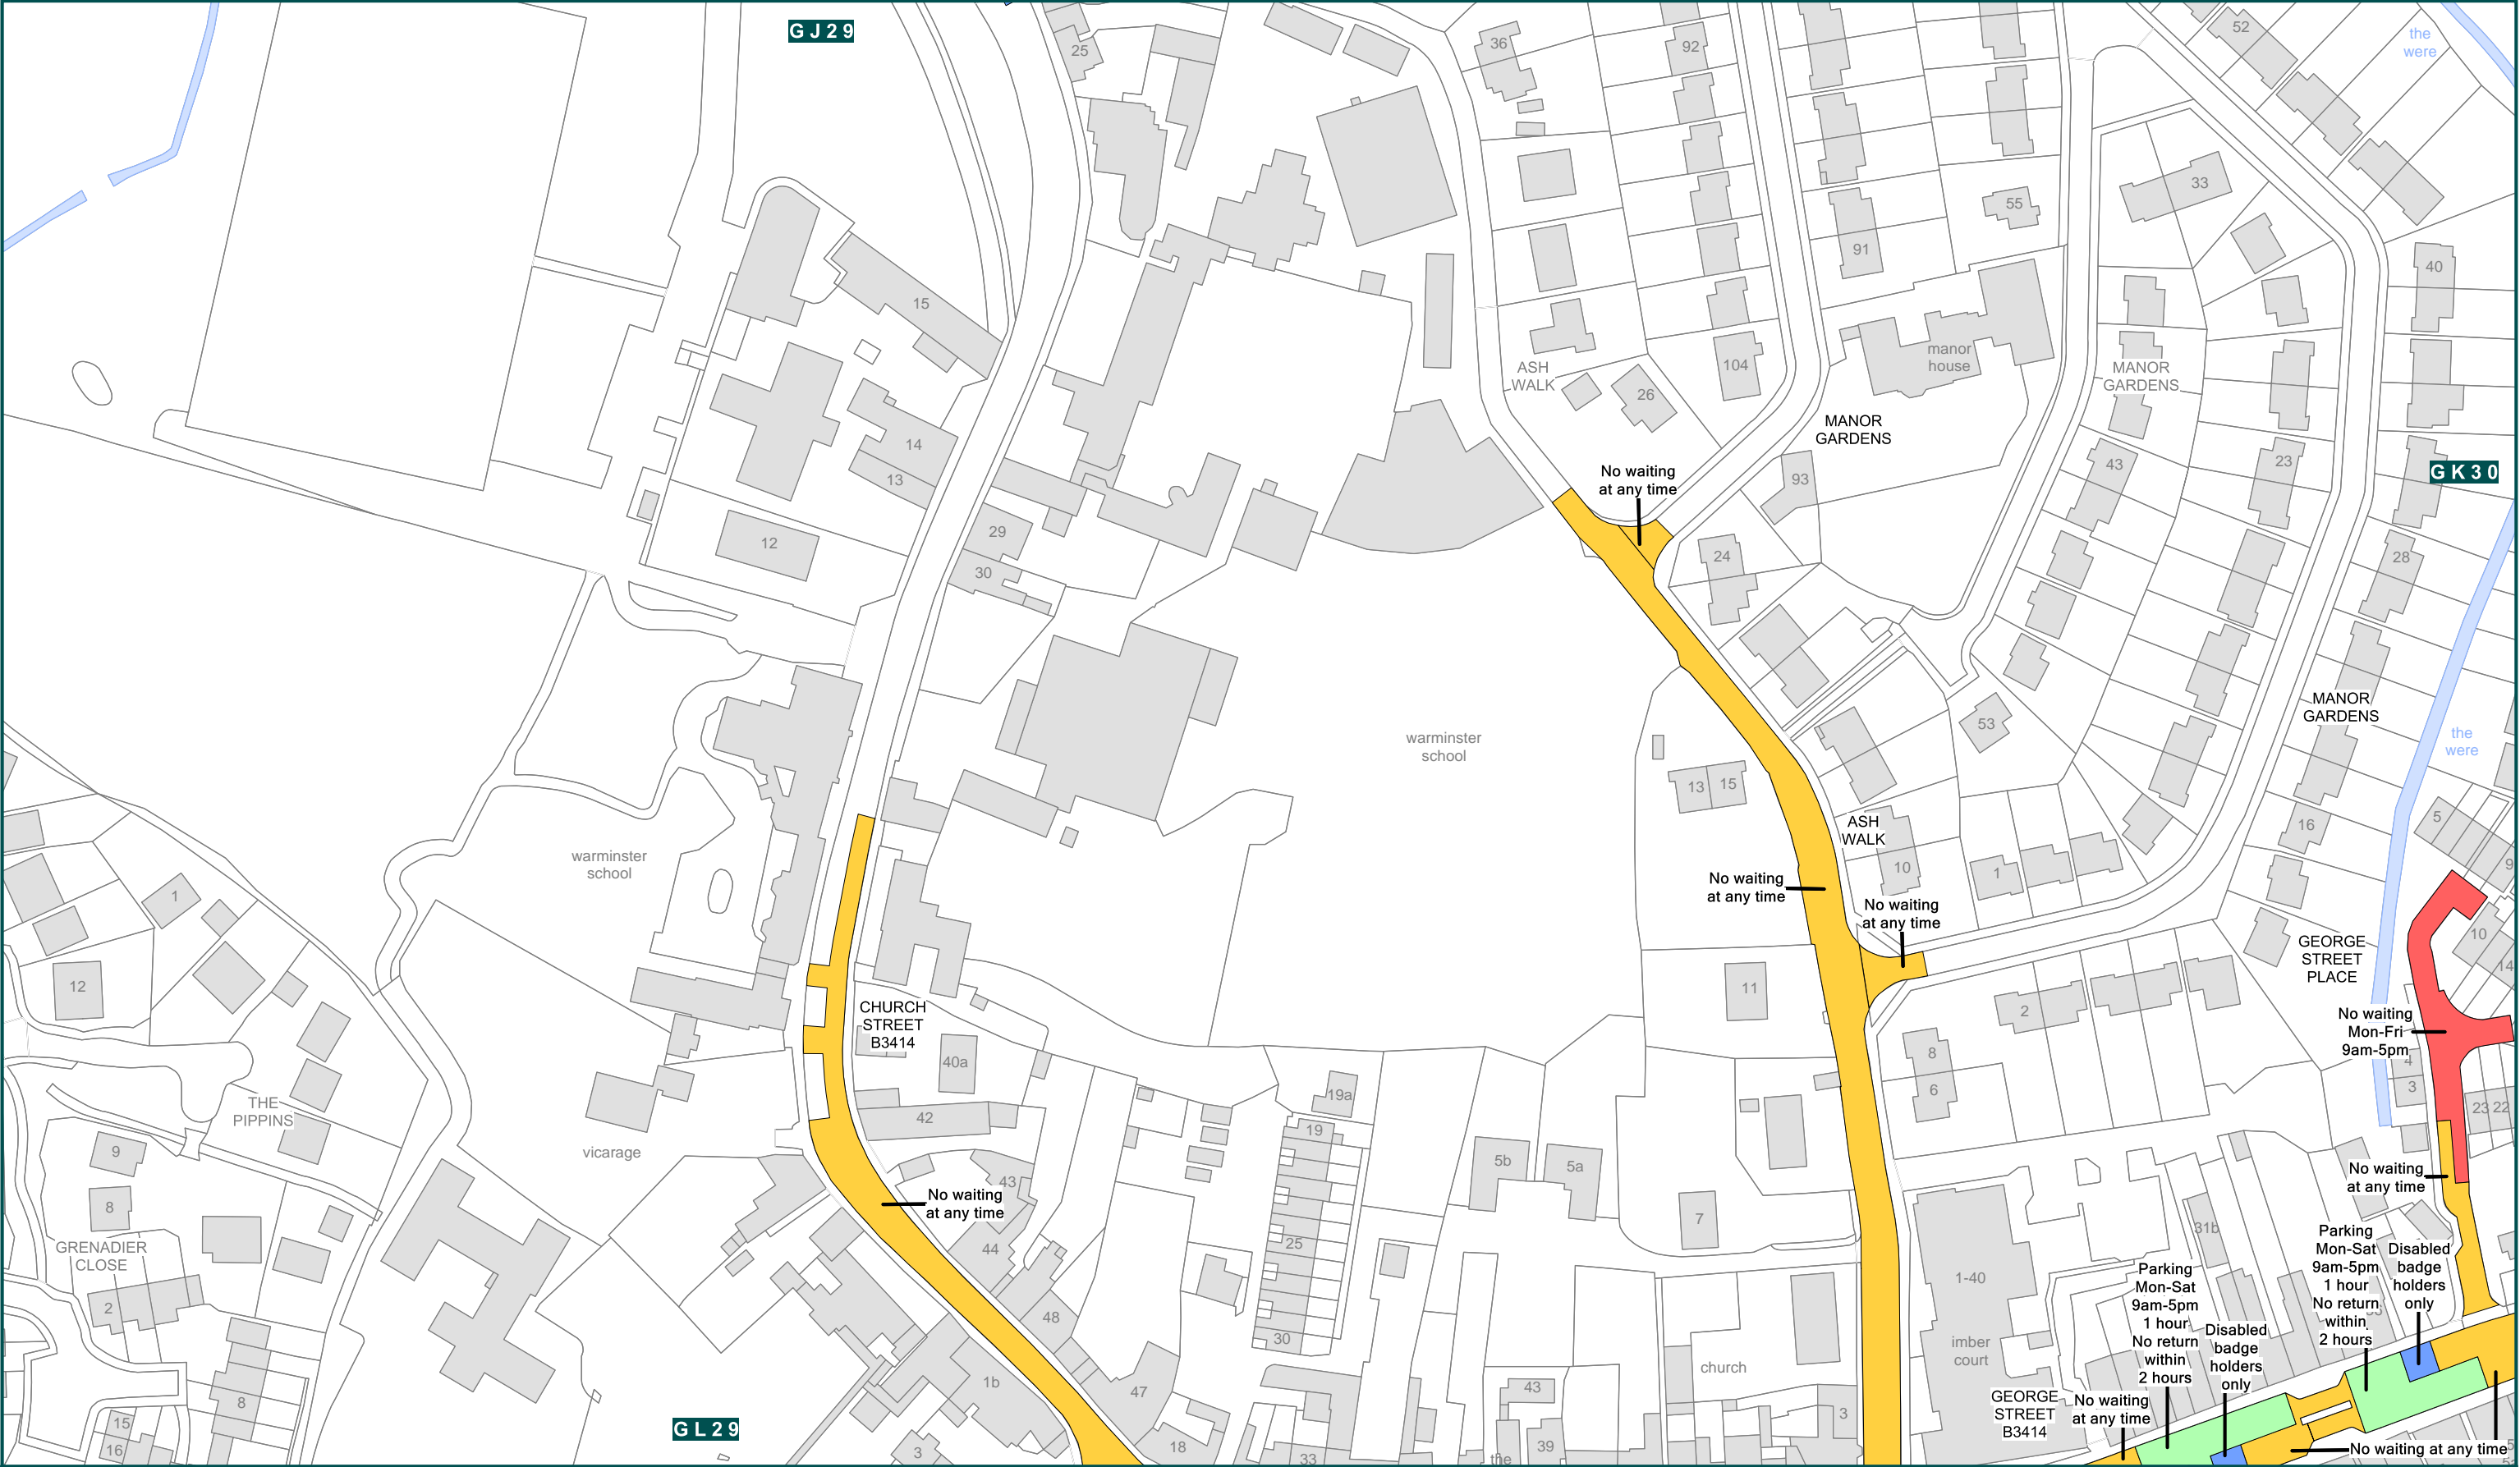 GJ29
52
the
were
25
36
92
33
55
91
40
15
manor
house
ASH
WALK
104
26
MANOR
GARDENS
MANOR
GARDENS
14
13
43
23
GK30
No waiting
at any time
93
29
12
30
24
28
warminster
school
53
MANOR
GARDENS
the
were
13
15
16
5
ASH
WALK
10
1
9
warminster
school
1
No waiting
at any time
No waiting
at any time
12
11
2
GEORGE
STREET
PLACE
10
14
CHURCH
STREET
B3414
40a
8
6
No waiting
Mon-Fri
9am-5pm
4
3
THE
PIPPINS
42
19a
19
23
22
9
vicarage
5b
5a
43
No waiting
at any time
No waiting
at any time
8
7
31b
GRENADIER
CLOSE
44
25
1-40
Parking
Mon-Sat
9am-5pm
1 hour
No return
within
2 hours
Disabled
badge
holders
only
2
48
30
imber
court
Parking
Mon-Sat
9am-5pm
1 hour
No return
within
2 hours
Disabled
badge
holders
only
church
8
1b
47
43
GEORGE
STREET
B3414
No waiting
at any time
15
16
GL29
3
18
33
the
39
3
No waiting at any time